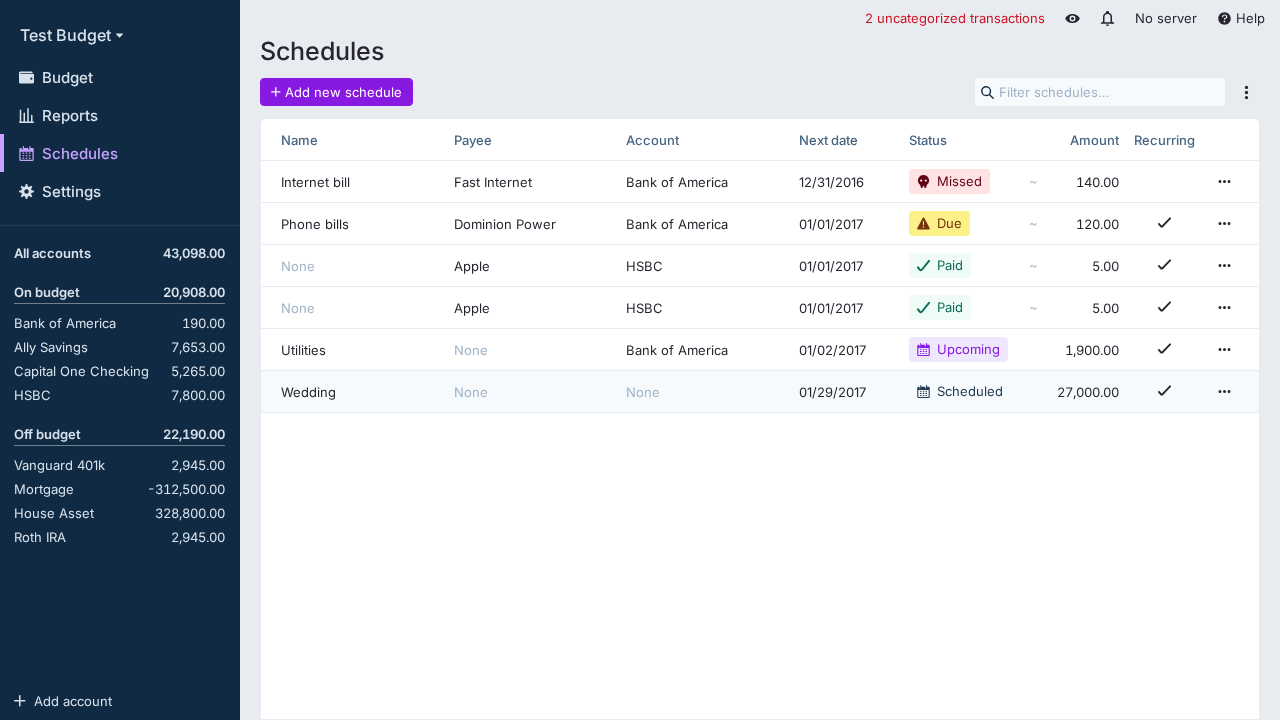 Test Budget
Budget
Reports
Schedules
Settings
All accounts 43,098.00
On budget 20,908.00
Bank of America 190.00
Ally Savings 7,653.00
Capital One Checking 5,265.00
HSBC 7,800.00
Off budget 22,190.00
Vanguard 401k 2,945.00
Mortgage -312,500.00
House Asset 328,800.00
Roth IRA 2,945.00
Add account
2 uncategorized transactions No server Help
Schedules
Add new schedule Filter schedules…
Name Payee Account Next date Status Amount Recurring
Internet bill Fast Internet Bank of America 12/31/2016 Missed ~ 140.00
Phone bills Dominion Power Bank of America 01/01/2017 Due ~ 120.00
None Apple HSBC 01/01/2017 Paid ~ 5.00
None Apple HSBC 01/01/2017 Paid ~ 5.00
Utilities None Bank of America 01/02/2017 Upcoming 1,900.00
Wedding None None 01/29/2017 Scheduled 27,000.00